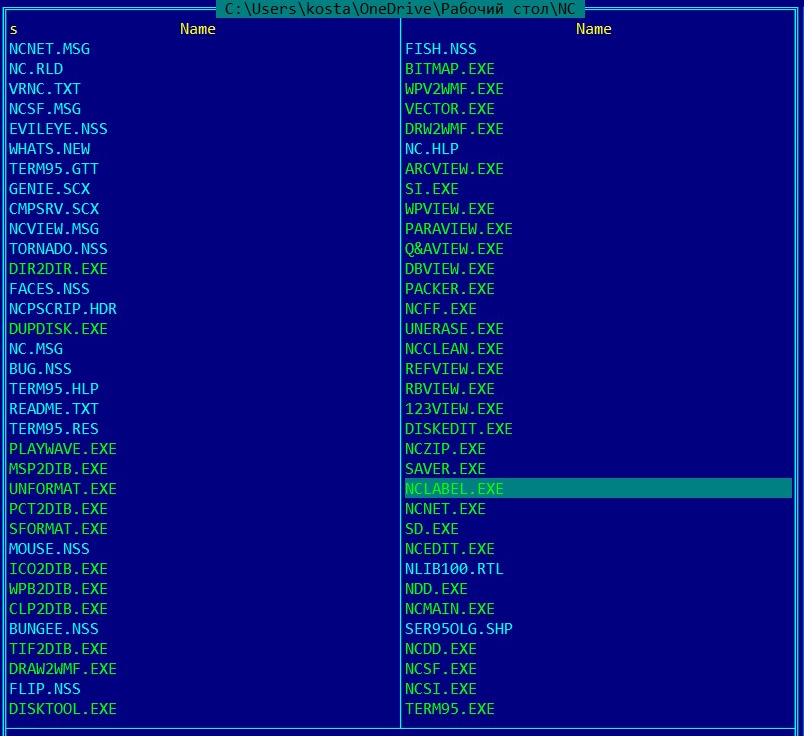 C:\Users\kosta\OneDrive\Рабочий стол\NC
s Name
NCNET.MSG
NC.RLD
VRNC.TXT
NCSF.MSG
EVILEYE.NSS
WHATS.NEW
TERM95.GTT
GENIE.SCX
CMPSRV.SCX
NCVIEW.MSG
TORNADO.NSS
DIR2DIR.EXE
FACES.NSS
NCPSCRIP.HDR
DUPDISK.EXE
NC.MSG
BUG.NSS
TERM95.HLP
README.TXT
TERM95.RES
PLAYWAVE.EXE
MSP2DIB.EXE
UNFORMAT.EXE
PCT2DIB.EXE
SFORMAT.EXE
MOUSE.NSS
ICO2DIB.EXE
WPB2DIB.EXE
CLP2DIB.EXE
BUNGEE.NSS
TIF2DIB.EXE
DRAW2WMF.EXE
FLIP.NSS
DISKTOOL.EXE
Name
FISH.NSS
BITMAP.EXE
WPV2WMF.EXE
VECTOR.EXE
DRW2WMF.EXE
NC.HLP
ARCVIEW.EXE
SI.EXE
WPVIEW.EXE
PARAVIEW.EXE
Q&AVIEW.EXE
DBVIEW.EXE
PACKER.EXE
NCFF.EXE
UNERASE.EXE
NCCLEAN.EXE
REFVIEW.EXE
RBVIEW.EXE
123VIEW.EXE
DISKEDIT.EXE
NCZIP.EXE
SAVER.EXE
NCLABEL.EXE
NCNET.EXE
SD.EXE
NCEDIT.EXE
NLIB100.RTL
NDD.EXE
NCMAIN.EXE
SER95OLG.SHP
NCDD.EXE
NCSF.EXE
NCSI.EXE
TERM95.EXE